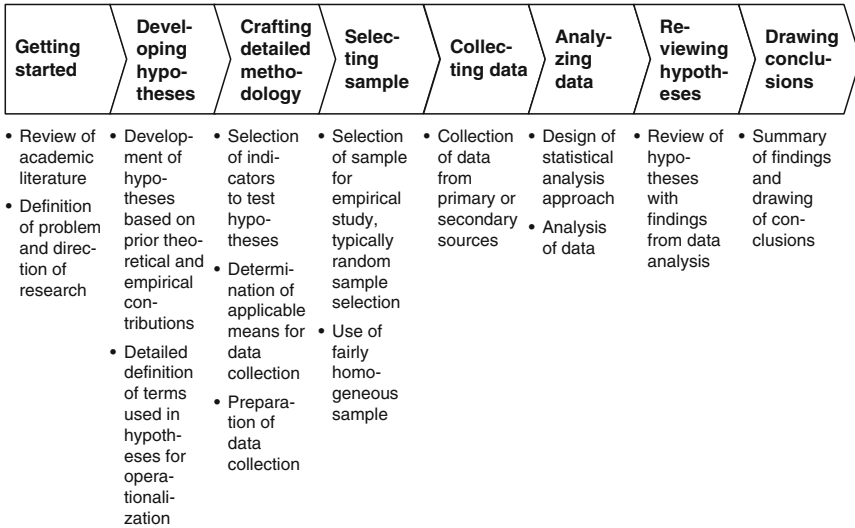 Getting
started
Devel-
oping
hypo-
theses
Crafting
detailed
metho-
dology
Selec-
ting
sample
Collec-
ting data
Analy-
zing
data
Re-
viewing
hypoth-
eses
Drawing
conclu-
sions
• Review of
academic
literature
• Definition
of problem
and direc-
tion of
research
• Develop-
ment of
hypo-
theses
based on
prior theo-
retical and
empirical
con-
tributions
• Detailed
definition
of terms
used in
hypoth-
eses for
opera-
tionali-
zation
• Selection
of indi-
cators
to test
hypo-
theses
• Determi-
nation of
applicable
means for
data
collection
• Prepara-
tion of
data
collection
• Selection
of sample
for
empirical
study,
typically
random
sample
selection
• Use of
fairly
homo-
geneous
sample
• Collection
of data
from
primary or
secondary
sources
• Design of
statistical
analysis
approach
• Analysis
of data
• Review of
hypo-
theses
with
findings
from data
analysis
• Summary
of findings
and
drawing
of con-
clusions